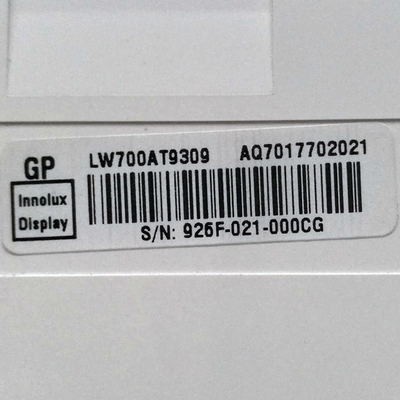 GP LW700AT9309 AQ7017702021
Innolux
Display
S/N: 926F-021-000CG